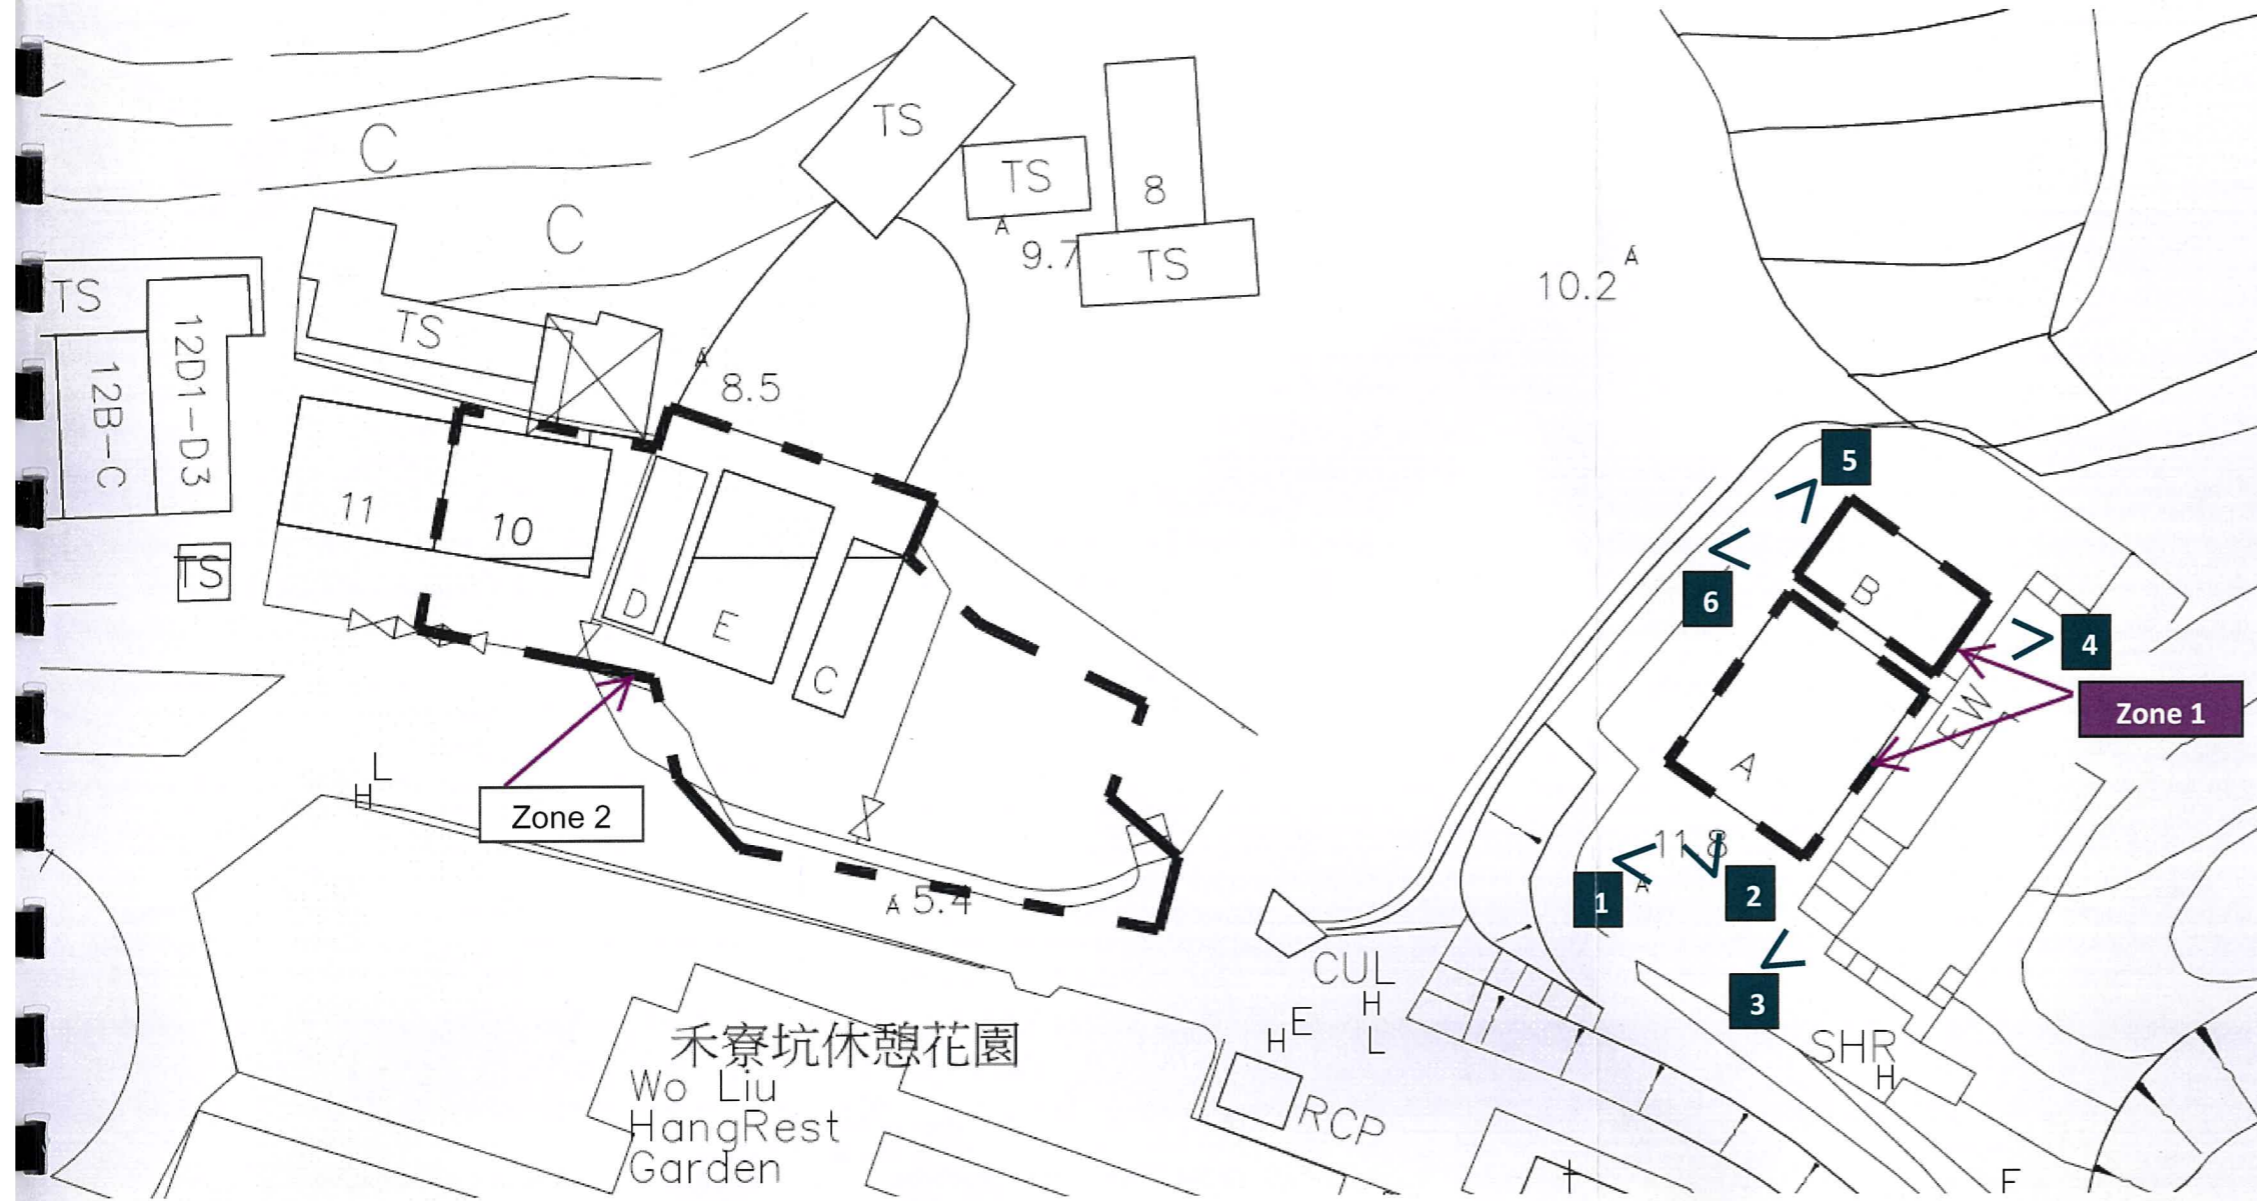 TS
TS
8
TS
9.7
10.2
C
C
TS
12B-C
12D1-D3
TS
TS
8.5
11
10
D
E
C
5
6
B
4
Zone 1
EW
A
11.8
1
2
3
L
H
Zone 2
5.4
CUL
H
L
E
H
RCP
SHR
H
F
禾寮坑休憩花園
Wo Liu
HangRest
Garden